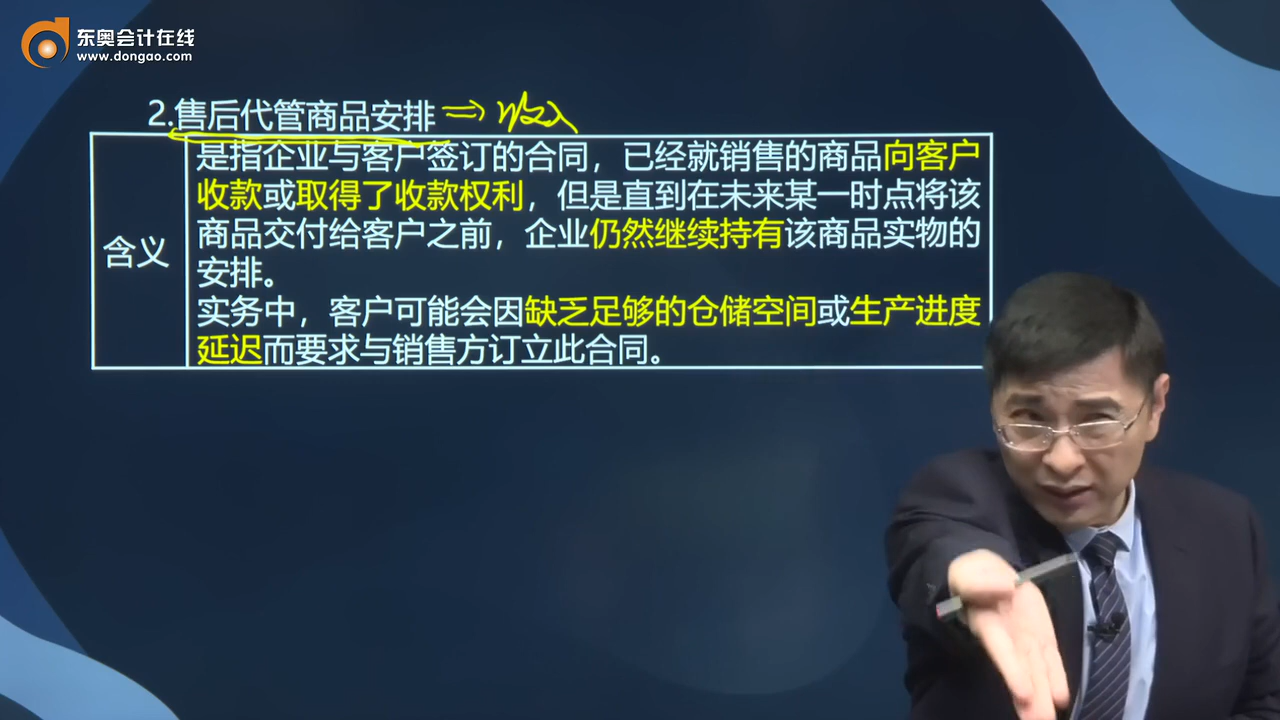 东奥会计在线
www.dongao.com
2.售后代管商品安排⇒收入
是指企业与客户签订的合同，已经就销售的商品向客户
收款或取得了收款权利，但是直到在未来某一时点将该
商品交付给客户之前，企业仍然继续持有该商品实物的
安排。
含义
实务中，客户可能会因缺乏足够的仓储空间或生产进度
延迟而要求与销售方订立此合同。